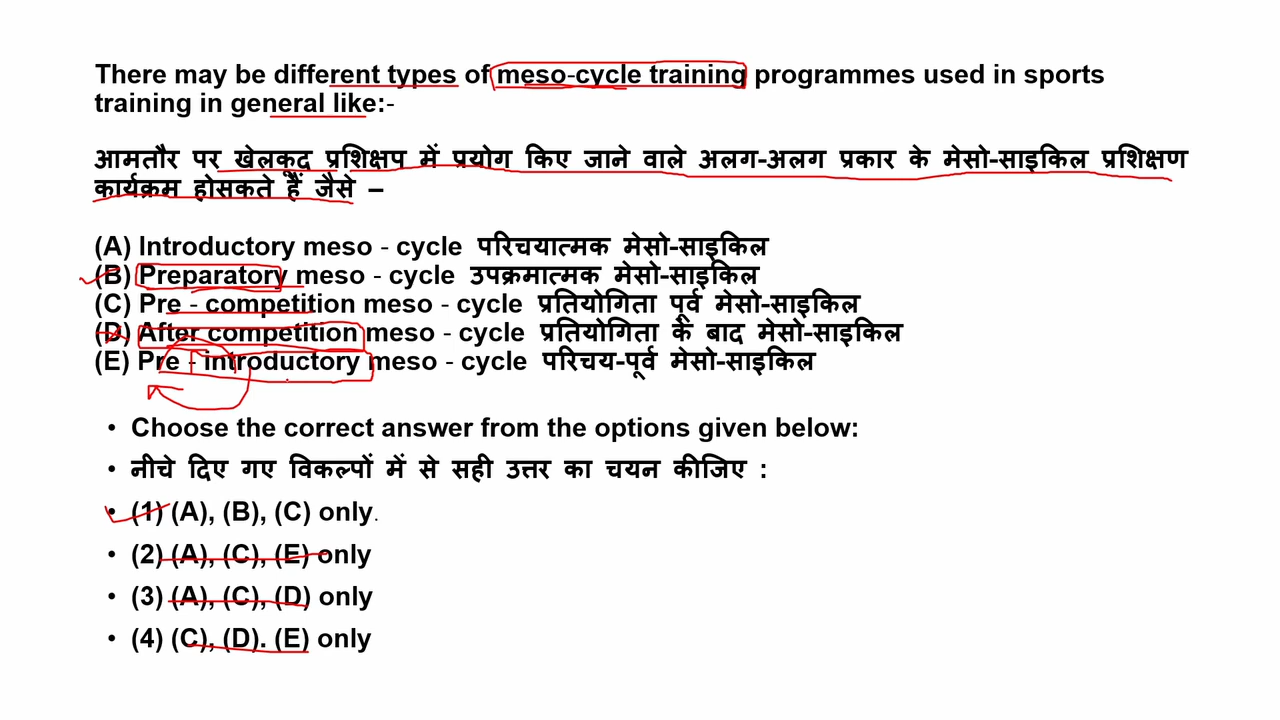 There may be different types of meso-cycle training programmes used in sports
training in general like:-
आमतौर पर खेलकूद प्रशिक्षप में प्रयोग किए जाने वाले अलग-अलग प्रकार के मेसो-साइकिल प्रशिक्षण
कार्यक्रम होसकते हैं जैसे –
(A) Introductory meso - cycle परिचयात्मक मेसो-साइकिल
(B) Preparatory meso - cycle उपक्रमात्मक मेसो-साइकिल
(C) Pre - competition meso - cycle प्रतियोगिता पूर्व मेसो-साइकिल
(D) After competition meso - cycle प्रतियोगिता के बाद मेसो-साइकिल
(E) Pre - introductory meso - cycle परिचय-पूर्व मेसो-साइकिल
• Choose the correct answer from the options given below:
• नीचे दिए गए विकल्पों में से सही उत्तर का चयन कीजिए :
• (1) (A), (B), (C) only.
• (2) (A), (C), (E) only
• (3) (A), (C), (D) only
• (4) (C), (D). (E) only